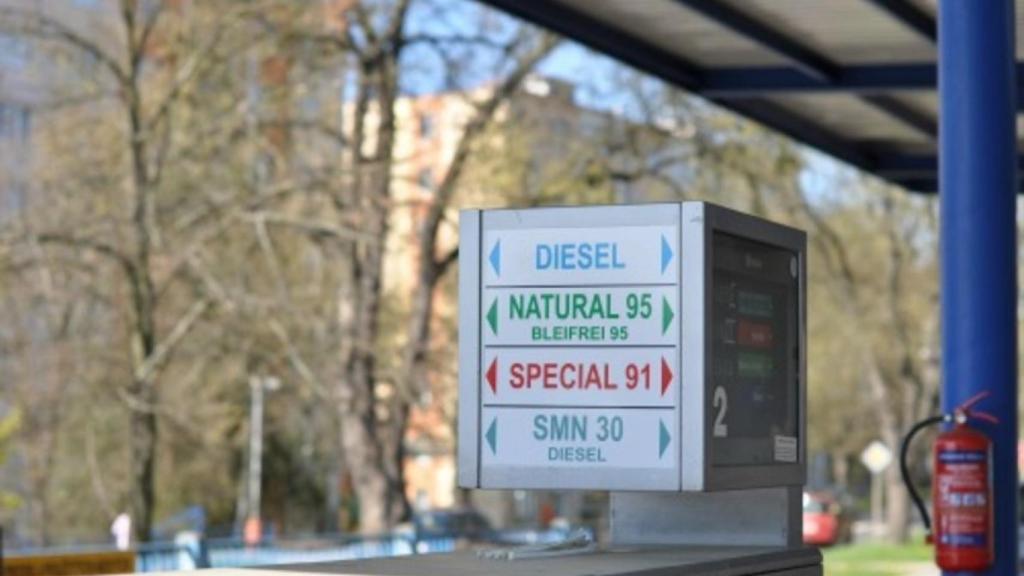 DIESEL
NATURAL 95
BLEIFREI 95
SPECIAL 91
SMN 30
DIESEL
2